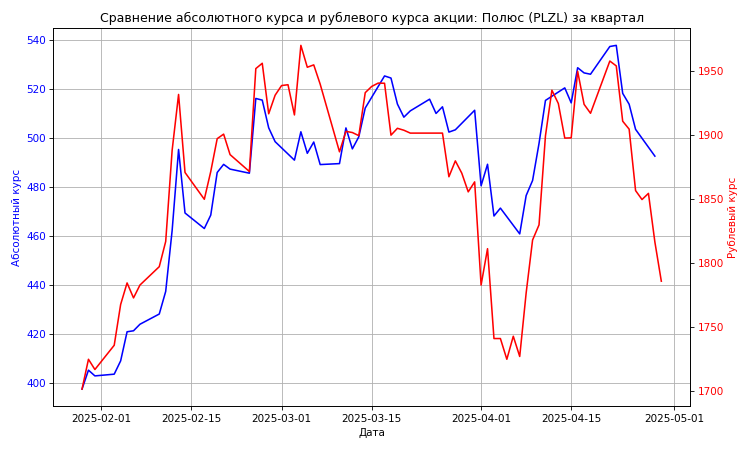 Сравнение абсолютного курса и рублевого курса акции: Полюс (PLZL) за квартал
540
520
500
480
460
440
420
400
Абсолютный курс
1950
1900
1850
1800
1750
1700
Рублевый курс
2025-02-01 2025-02-15 2025-03-01 2025-03-15 2025-04-01 2025-04-15 2025-05-01
Дата